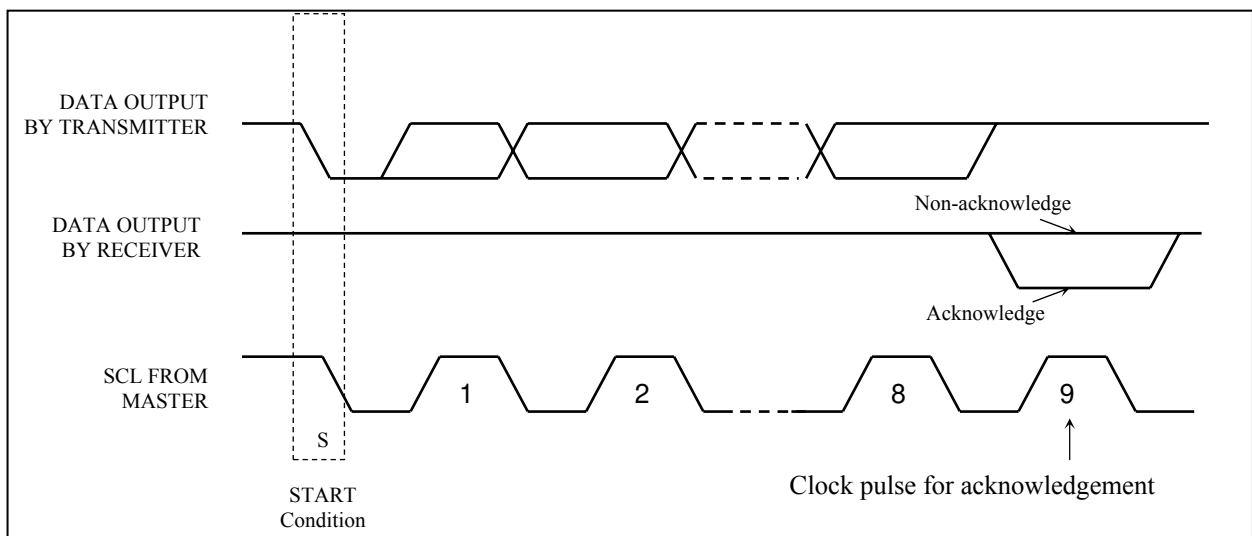 DATA OUTPUT
BY TRANSMITTER
Non-acknowledge
DATA OUTPUT
BY RECEIVER
Acknowledge
SCL FROM
MASTER
1
2
8
9
S
START
Condition
Clock pulse for acknowledgement